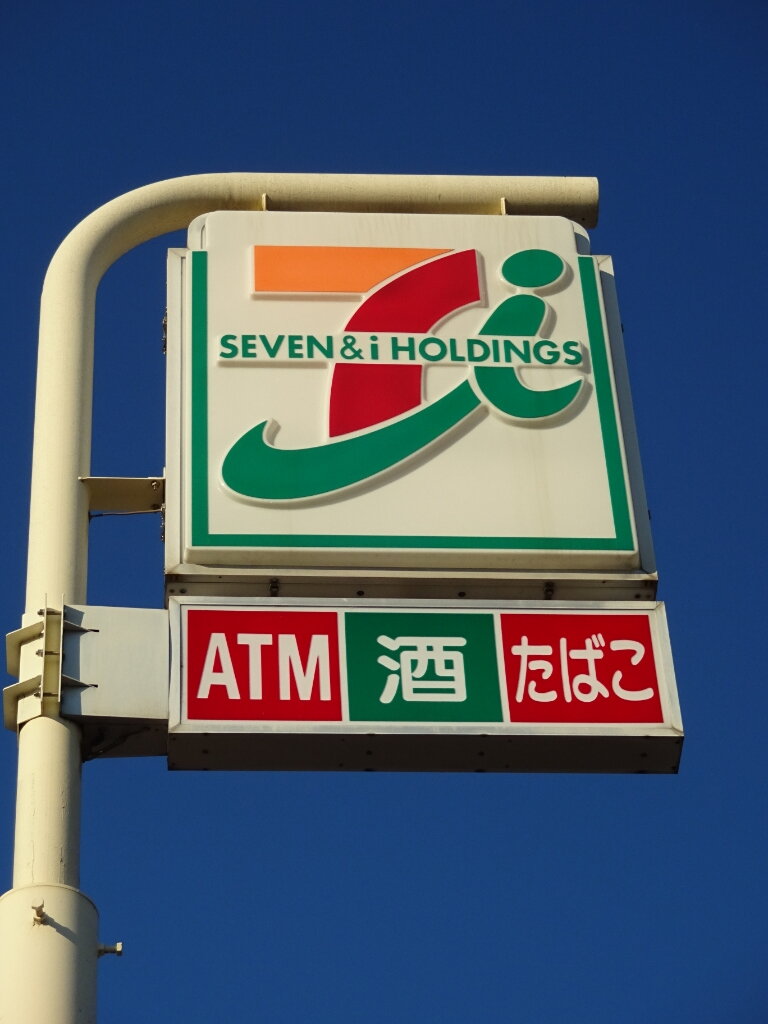 SEVEN & i HOLDINGS
ATM 酒 たばこ